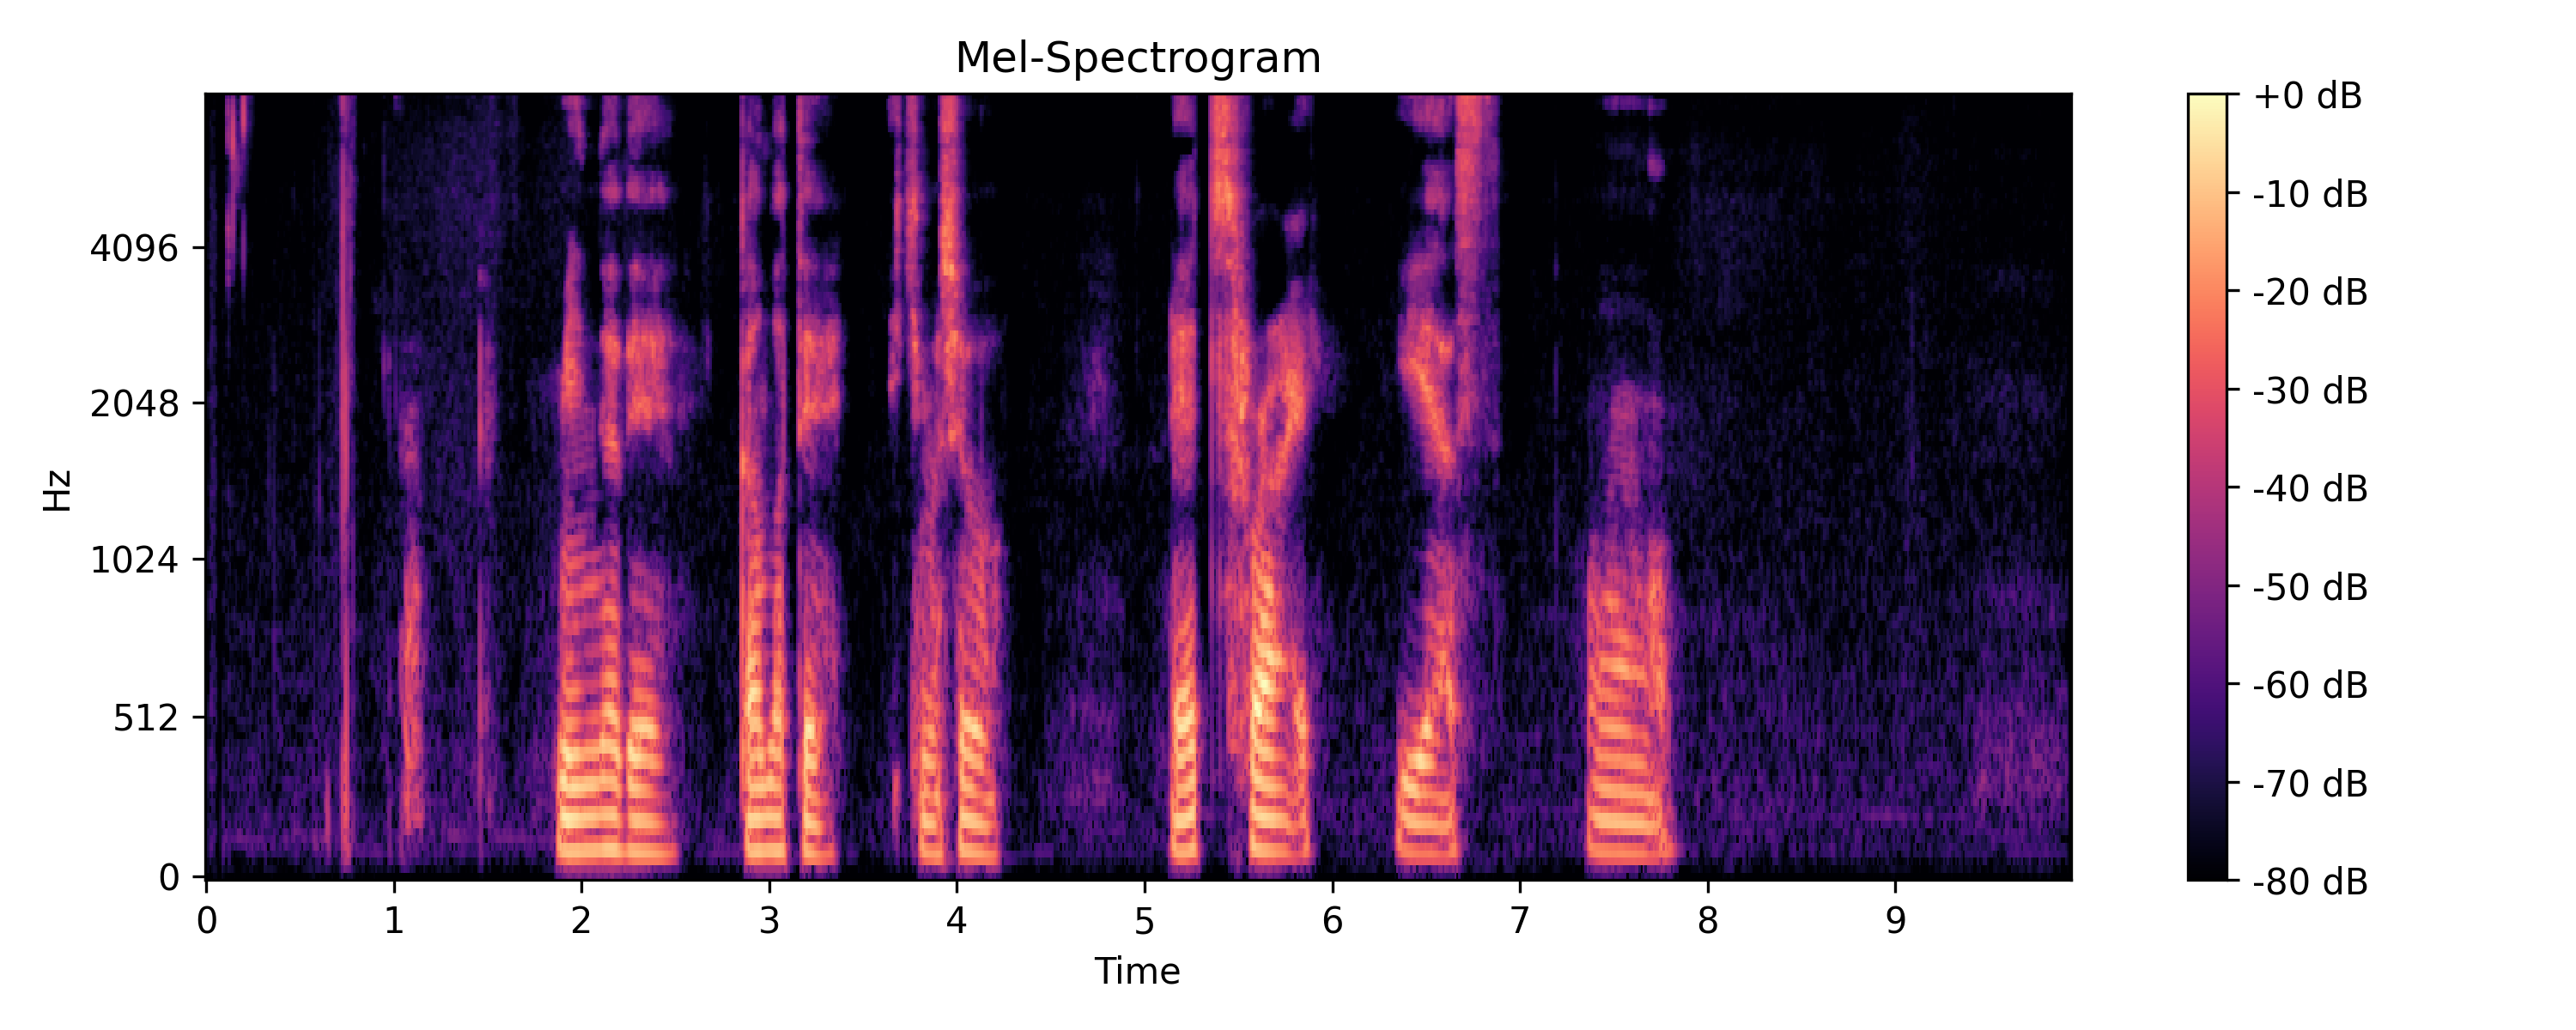 Mel-Spectrogram
+0 dB
-10 dB
4096
-20 dB
2048
-30 dB
Hz
-40 dB
1024
-50 dB
512
-60 dB
-70 dB
0
-80 dB
0 1 2 3 4 5 6 7 8 9
Time